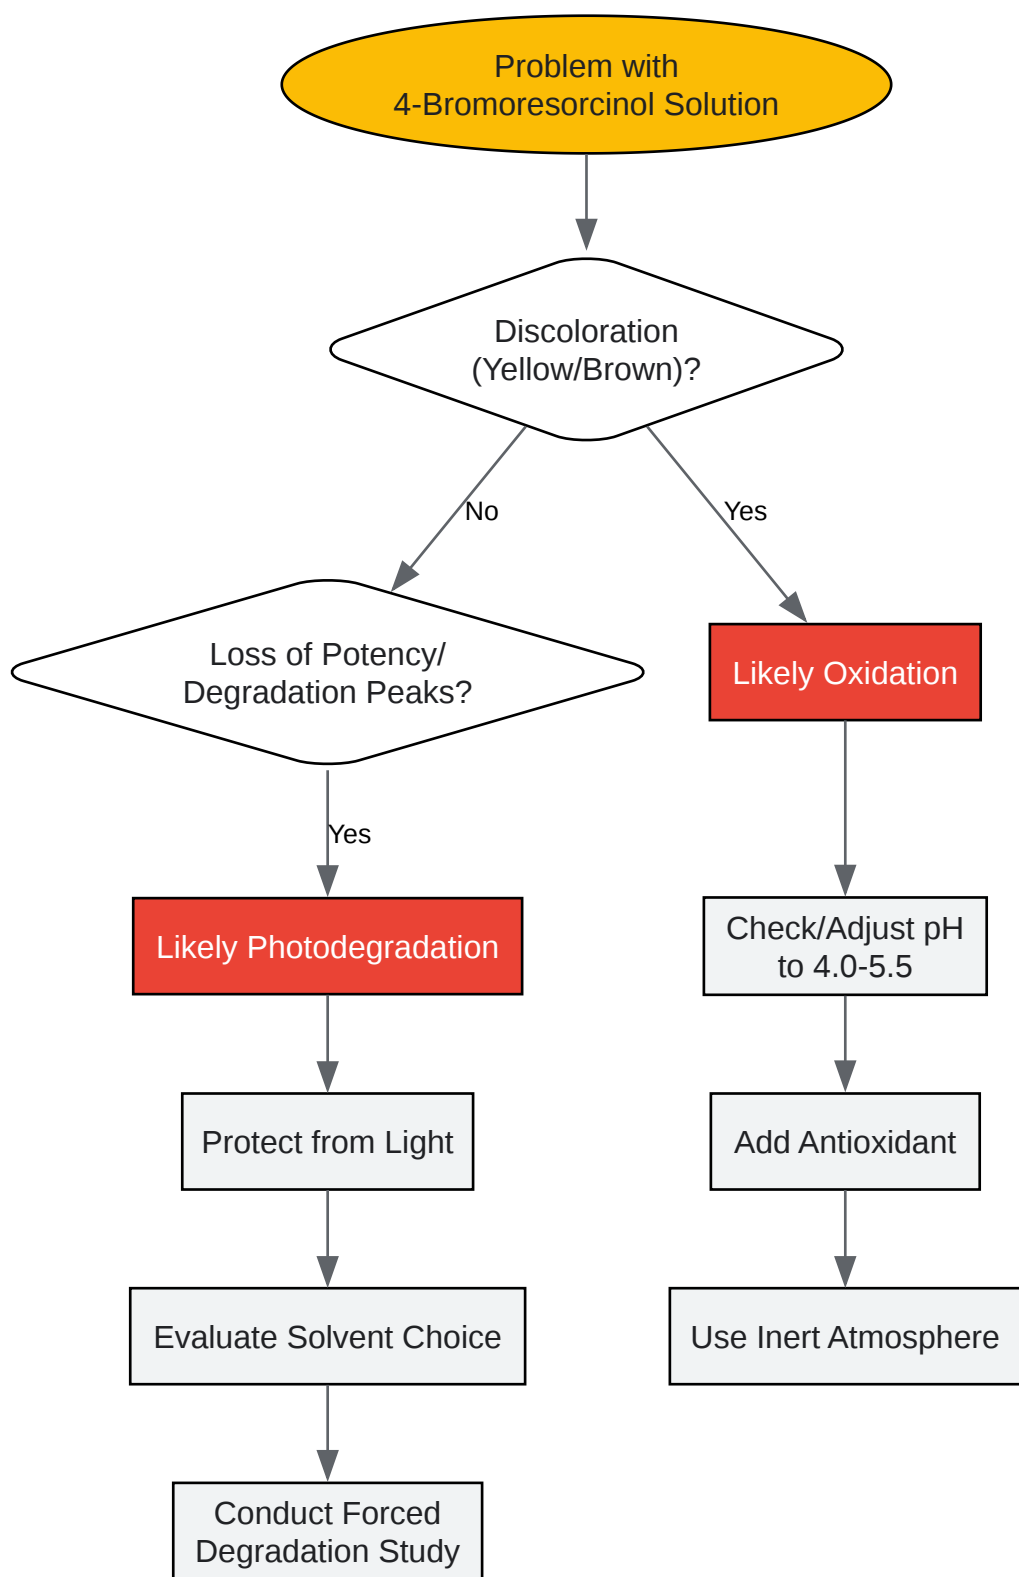 Problem with
4-Bromoresorcinol Solution
Discoloration
(Yellow/Brown)?
No
Yes
Loss of Potency/
Degradation Peaks?
Likely Oxidation
Yes
Likely Photodegradation
Check/Adjust pH
to 4.0-5.5
Protect from Light
Add Antioxidant
Evaluate Solvent Choice
Use Inert Atmosphere
Conduct Forced
Degradation Study